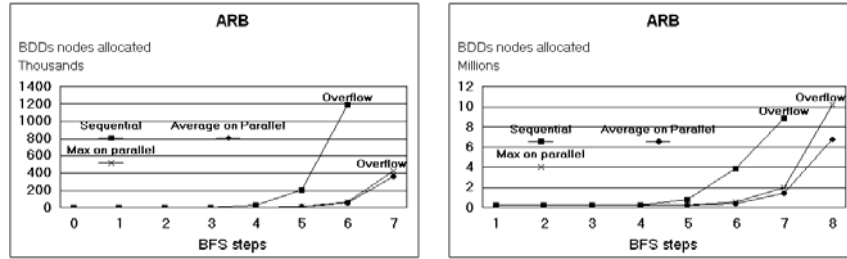 ARB
BDDs nodes allocated
Thousands
1400
1200
1000
800
600
400
200
0
Overflow
Sequential
Average on Parallel
Max on parallel
Overflow
0 1 2 3 4 5 6 7
BFS steps
ARB
BDDs nodes allocated
Millions
12
10
8
6
4
2
0
Overflow
Overflow
Sequential
Average on Parallel
Max on parallel
1 2 3 4 5 6 7 8
BFS steps